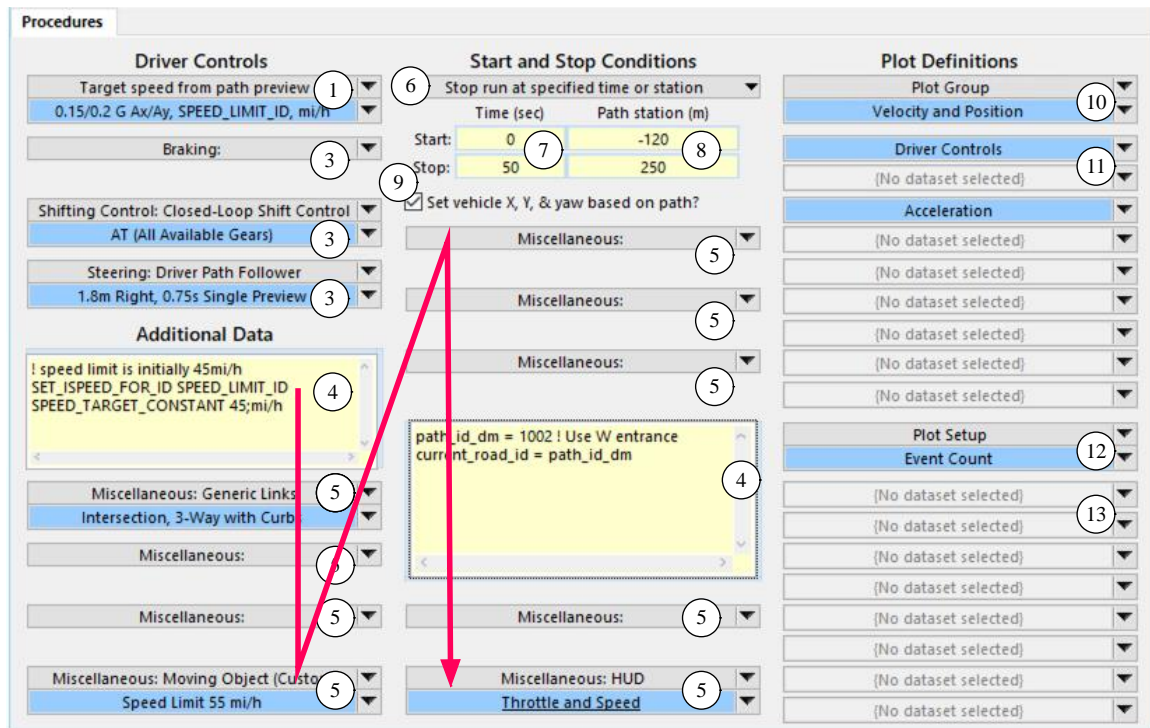 Procedures
Driver Controls
Target speed from path preview
1
0.15/0.2 G Ax/Ay, SPEED_LIMIT_ID, mi/h
Braking:
3
Shifting Control: Closed-Loop Shift Control
AT (All Available Gears)
3
Steering: Driver Path Follower
1.8m Right, 0.75s Single Preview
3
Additional Data
! speed limit is initially 45mi/h
SET_ISPEED_FOR_ID SPEED_LIMIT_ID
SPEED_TARGET_CONSTANT 45;mi/h
4
Miscellaneous: Generic Links
5
Intersection, 3-Way with Curbs
Miscellaneous:
Miscellaneous:
5
Miscellaneous: Moving Object (Custo
5
Speed Limit 55 mi/h
Start and Stop Conditions
6
Stop run at specified time or station
Time (sec) Path station (m)
Start: 0 -120
7 8
Stop: 50 250
9
Set vehicle X, Y, & yaw based on path?
Miscellaneous:
5
Miscellaneous:
5
Miscellaneous:
5
path_id_dm = 1002 ! Use W entrance
current_road_id = path_id_dm
4
Miscellaneous:
5
Miscellaneous: HUD
5
Throttle and Speed
Plot Definitions
Plot Group
10
Velocity and Position
Driver Controls
11
{No dataset selected}
Acceleration
{No dataset selected}
{No dataset selected}
{No dataset selected}
{No dataset selected}
{No dataset selected}
{No dataset selected}
Plot Setup
12
Event Count
{No dataset selected}
13
{No dataset selected}
{No dataset selected}
{No dataset selected}
{No dataset selected}
{No dataset selected}
{No dataset selected}
{No dataset selected}